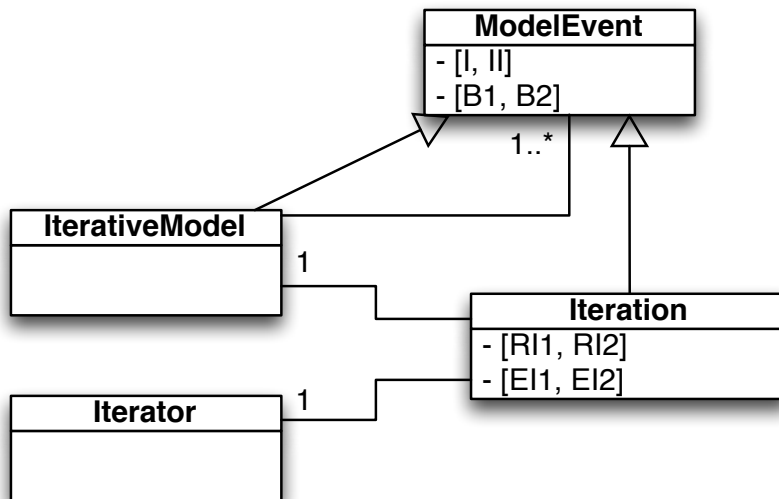 ModelEvent
- [I, II]
- [B1, B2]
1..*
IterativeModel
1
Iteration
- [RI1, RI2]
- [EI1, EI2]
Iterator
1